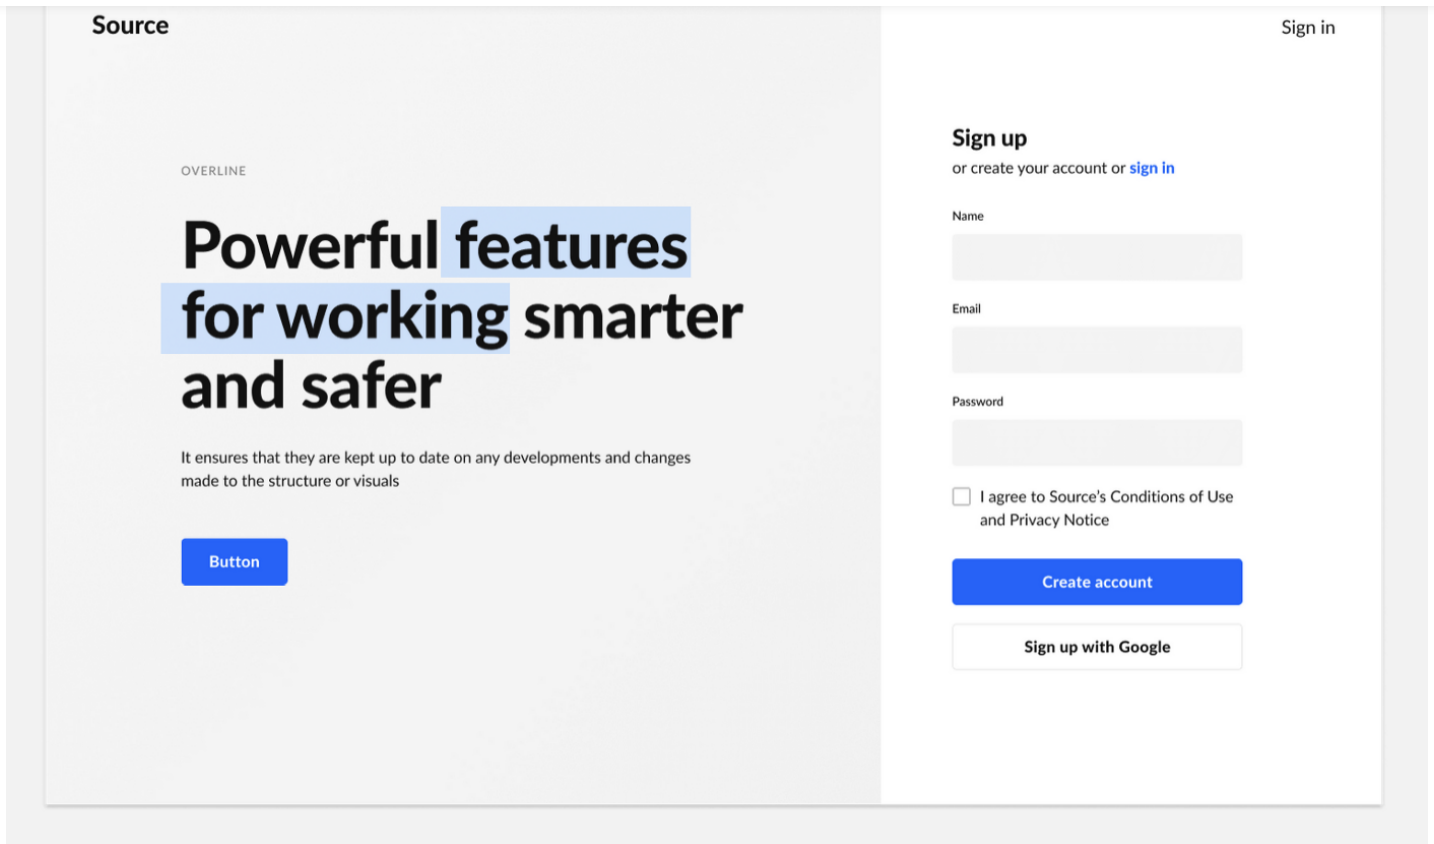 Source
Sign in
OVERLINE
Powerful features
for working smarter
and safer
It ensures that they are kept up to date on any developments and changes
made to the structure or visuals
Button
Sign up
or create your account or sign in
Name
Email
Password
I agree to Source's Conditions of Use
and Privacy Notice
Create account
Sign up with Google